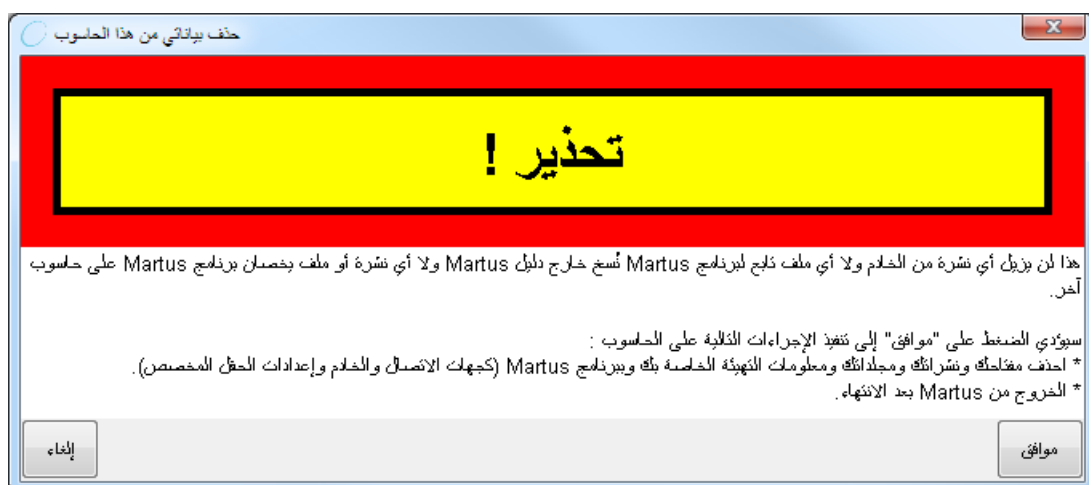 حذف بياناتي من هذا الحاسوب
تحذير !
هذا لن يزيل أي نشرة من الخادم ولا أي ملف تابع لبرنامج Martus نُسخ خارج دليل Martus ولا أي نشرة أو ملف يخصان برنامج Martus على حاسوب
آخر.
سيؤدي الضغط على "موافق" إلى تنفيذ الإجراءات التالية على الحاسوب :
* احذف مفتاحك ونشراتك ومجلداتك ومعلومات التهيئة الخاصة بك وببرنامج Martus (كجهات الاتصال والخادم وإعدادات الحقل المخصص).
* الخروج من Martus بعد الانتهاء.
موافق
إلغاء